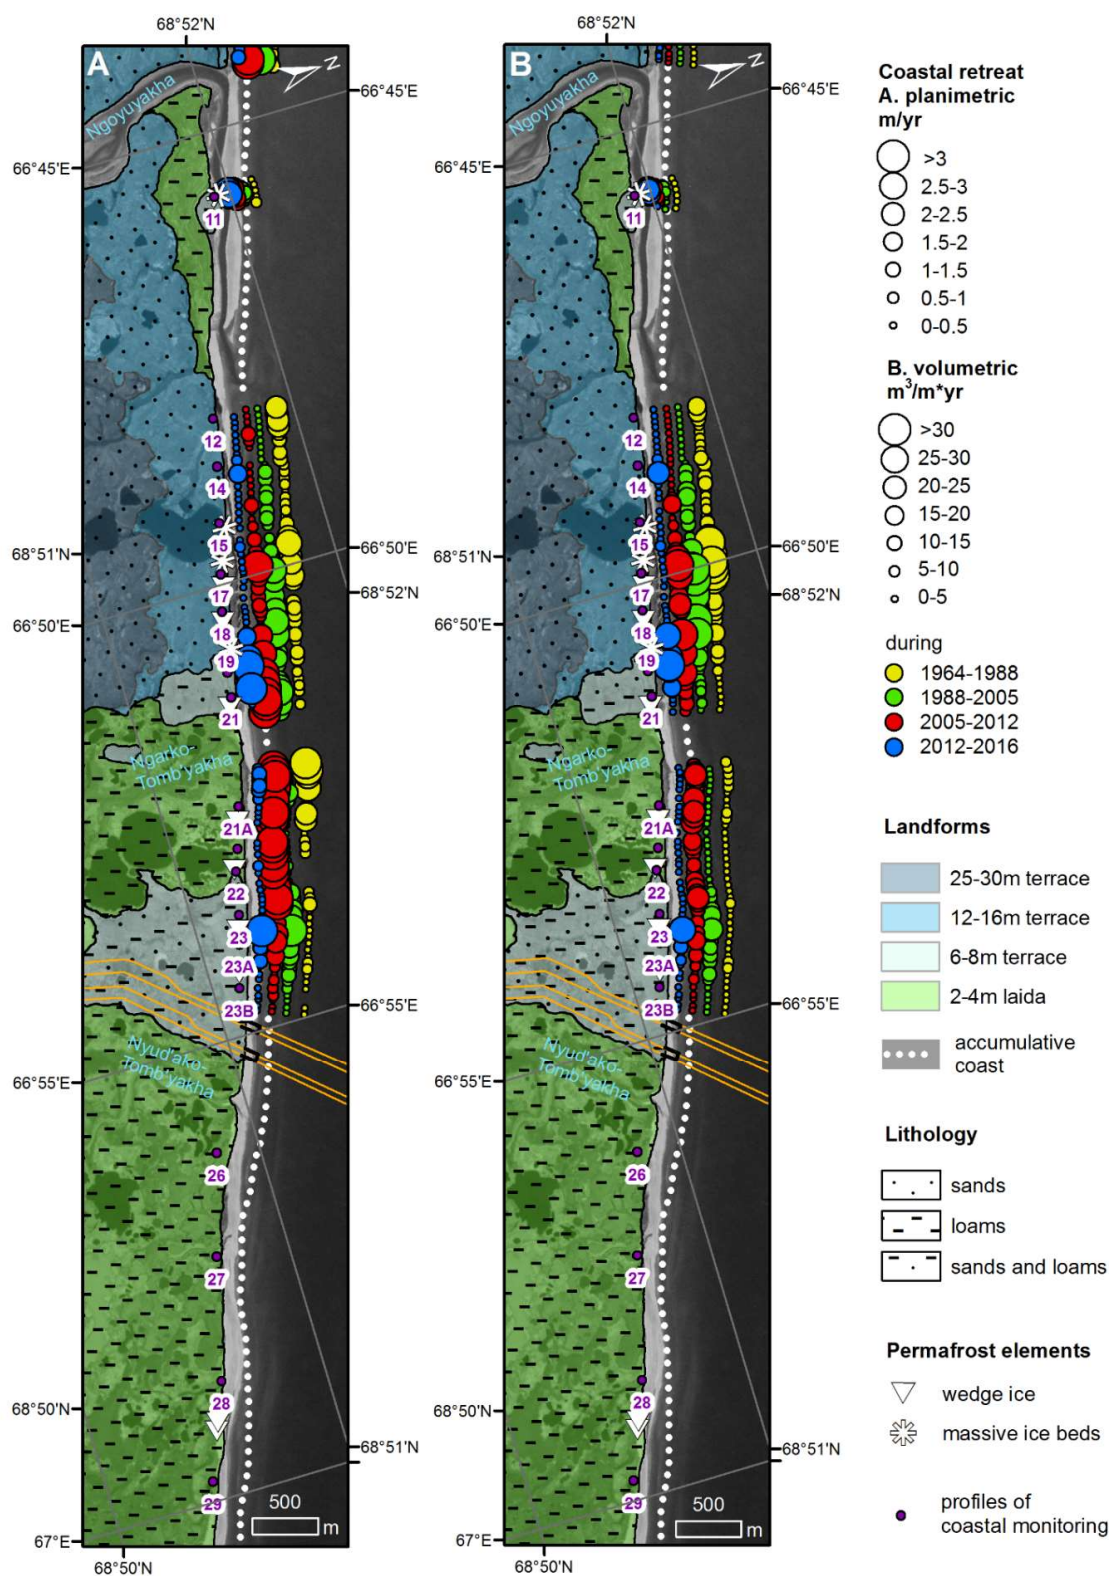 68°52'N
68°52'N
A
N
Ngoyuyakha
66°45'E
66°45'E
11
12
14
15
17
18
19
21
68°51'N
66°50'E
66°50'E
68°52'N
Ngarko-
Tomb'yakha
21A
22
23
23A
23B
66°55'E
66°55'E
Nyud'ako-
Tomb'yakha
26
27
28
29
68°50'N
68°51'N
67°E
68°50'N
500
m
B
N
Ngoyuyakha
66°45'E
66°45'E
11
12
14
15
17
18
19
21
68°51'N
66°50'E
66°50'E
68°52'N
Ngarko-
Tomb'yakha
21A
22
23
23A
23B
66°55'E
66°55'E
Nyud'ako-
Tomb'yakha
26
27
28
29
68°50'N
68°51'N
67°E
68°50'N
500
m
Coastal retreat
A. planimetric
m/yr
>3
2.5-3
2-2.5
1.5-2
1-1.5
0.5-1
0-0.5
B. volumetric
m³/m*yr
>30
25-30
20-25
15-20
10-15
5-10
0-5
during
1964-1988
1988-2005
2005-2012
2012-2016
Landforms
25-30m terrace
12-16m terrace
6-8m terrace
2-4m laida
accumulative
coast
Lithology
sands
loams
sands and loams
Permafrost elements
wedge ice
massive ice beds
profiles of
coastal monitoring